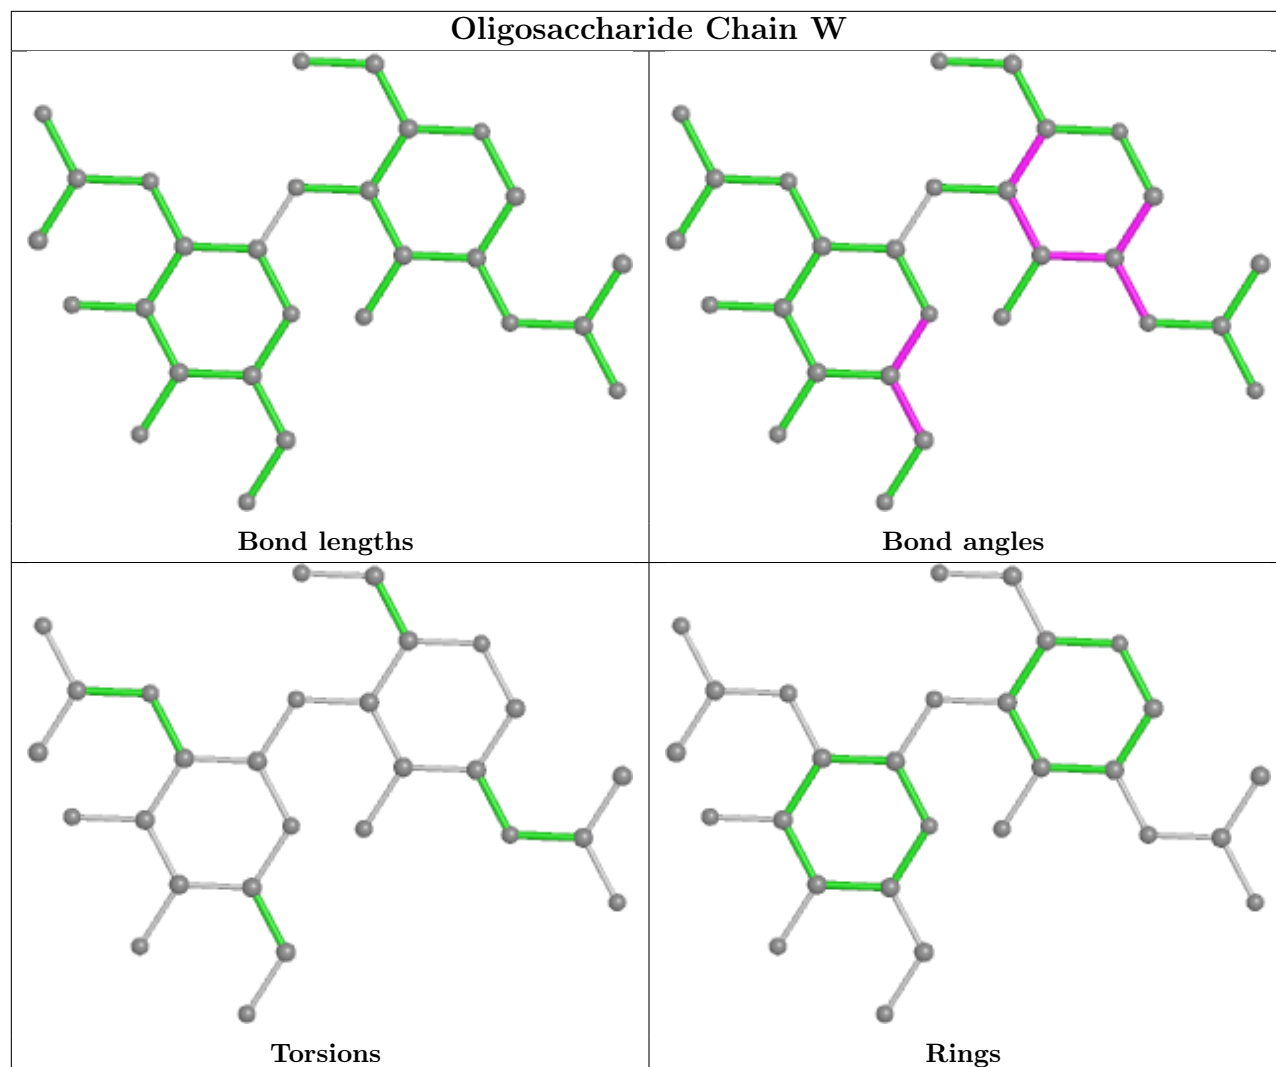 Oligosaccharide Chain W
Bond lengths
Bond angles
Torsions
Rings